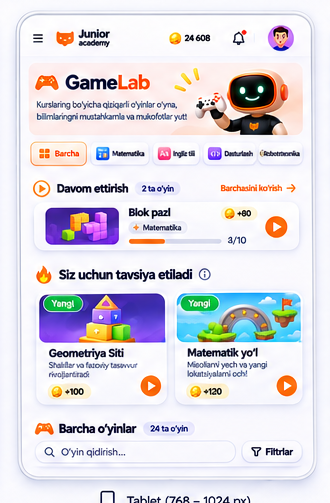 Junior
academy
24 608
GameLab
Kurslaring bo'yicha qiziqarli o'yinlar o'yna,
bilimlaringni mustahkamla va mukofotlar yut!
Barcha
Matematika
Ingliz tili
Dasturlash
Robototexnika
Davom ettirish
2 ta o'yin
Barchasini ko'rish
Blok pazl
+80
Matematika
3/10
Siz uchun tavsiya etiladi
Yangi
Yangi
Geometriya Siti
Shakllar va fazoviy tasavvur
rivojlantiradi
+100
Matematik yo'l
Misollarni yech va yangi
lokatsiyalarni och!
+120
Barcha o'yinlar
24 ta o'yin
O'yin qidirish...
Filtrlar
Tablet (768 – 1024 px)